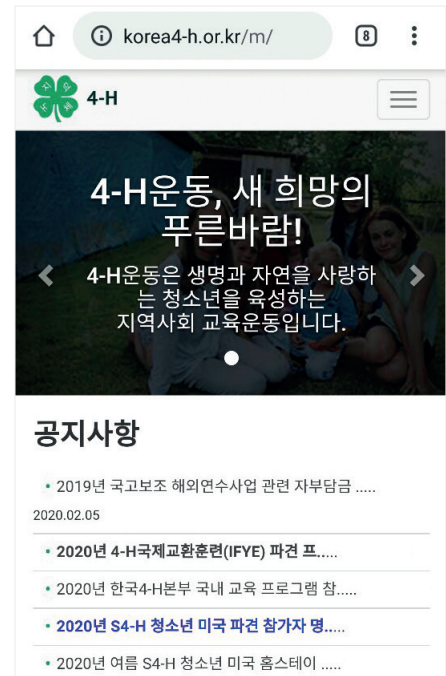 korea4-h.or.kr/m/
8
4-H
4-H운동, 새 희망의
푸른바람!
4-H운동은 생명과 자연을 사랑하
는 청소년을 육성하는
지역사회 교육운동입니다.
공지사항
• 2019년 국고보조 해외연수사업 관련 자부담금 .....
2020.02.05
• 2020년 4-H국제교환훈련(IFYE) 파견 프.....
• 2020년 한국4-H본부 국내 교육 프로그램 참.....
• 2020년 S4-H 청소년 미국 파견 참가자 명.....
• 2020년 여름 S4-H 청소년 미국 홈스테이 .....